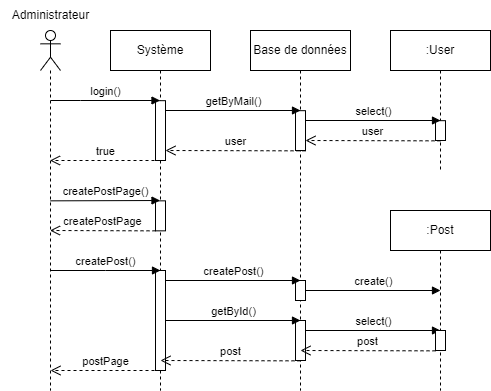 Administrateur
Système
Base de données
:User
login()
getByMail()
select()
user
user
true
createPostPage()
createPostPage
:Post
createPost()
createPost()
create()
getById()
select()
post
post
postPage